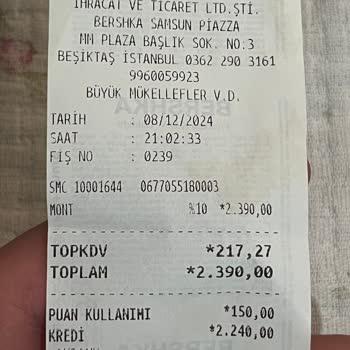 İHRACAT VE TİCARET LTD.ŞTİ.
BERSHKA SAMSUN PİAZZA
MM PLAZA BAŞLIK SOK. NO:3
BEŞİKTAŞ İSTANBUL 0362 290 3161
9960059923
BÜYÜK MÜKELLEFLER V.D.
TARİH : 08/12/2024
SAAT : 21:02:33
FİŞ NO : 0239
SMC 10001644 0677055180003
MONT %10 *2.390,00
TOPKDV *217,27
TOPLAM *2.390,00
PUAN KULLANIMI *150,00
KREDİ *2.240,00